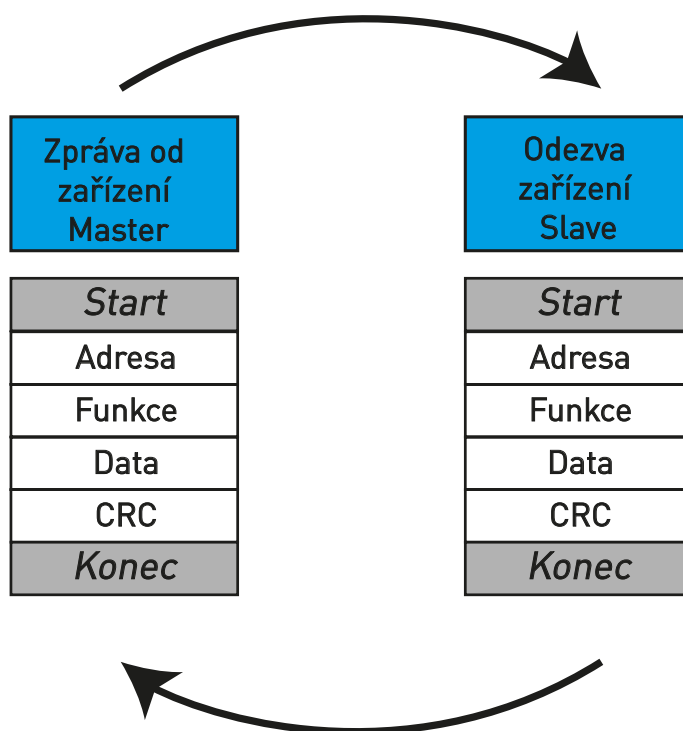 Zpráva od
zařízení
Master
Start
Adresa
Funkce
Data
CRC
Konec
Odezva
zařízení
Slave
Start
Adresa
Funkce
Data
CRC
Konec